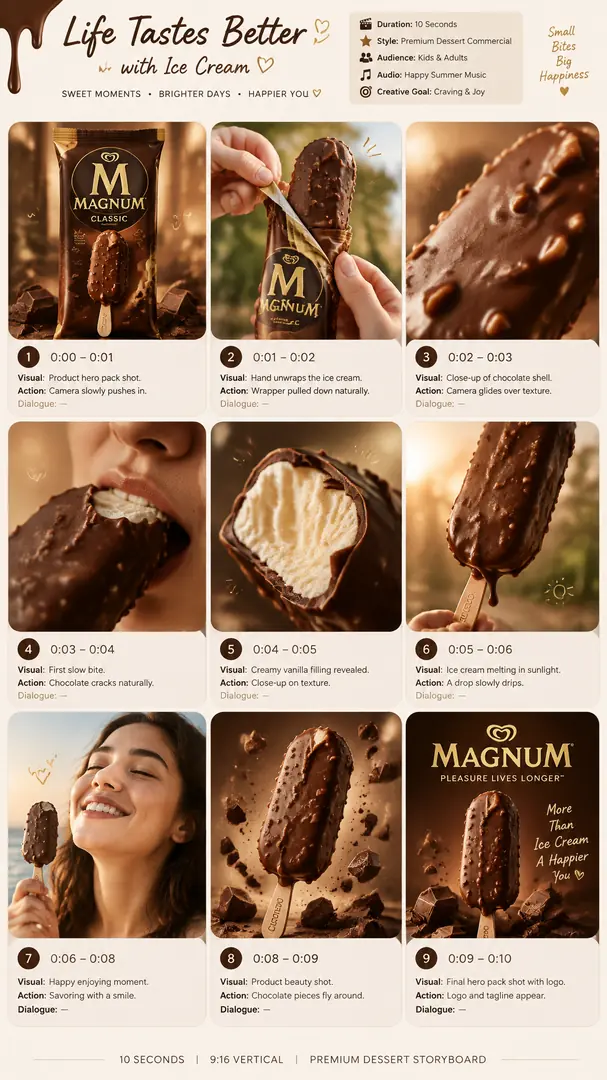 Life Tastes Better
with Ice Cream
SWEET MOMENTS • BRIGHTER DAYS • HAPPIER YOU
Duration: 10 Seconds
Style: Premium Dessert Commercial
Audience: Kids & Adults
Audio: Happy Summer Music
Creative Goal: Craving & Joy
Small
Bites
Big
Happiness
M
MAGNUM
CLASSIC
M
MAGNUM
1 0:00 – 0:01
Visual: Product hero pack shot.
Action: Camera slowly pushes in.
Dialogue: —
2 0:01 – 0:02
Visual: Hand unwraps the ice cream.
Action: Wrapper pulled down naturally.
Dialogue: —
3 0:02 – 0:03
Visual: Close-up of chocolate shell.
Action: Camera glides over texture.
Dialogue: —
4 0:03 – 0:04
Visual: First slow bite.
Action: Chocolate cracks naturally.
Dialogue: —
5 0:04 – 0:05
Visual: Creamy vanilla filling revealed.
Action: Close-up on texture.
Dialogue: —
6 0:05 – 0:06
Visual: Ice cream melting in sunlight.
Action: A drop slowly drips.
Dialogue: —
MAGNUM
PLEASURE LIVES LONGER™
More
Than
Ice Cream
A Happier
You
7 0:06 – 0:08
Visual: Happy enjoying moment.
Action: Savoring with a smile.
Dialogue: —
8 0:08 – 0:09
Visual: Product beauty shot.
Action: Chocolate pieces fly around.
Dialogue: —
9 0:09 – 0:10
Visual: Final hero pack shot with logo.
Action: Logo and tagline appear.
Dialogue: —
10 SECONDS | 9:16 VERTICAL | PREMIUM DESSERT STORYBOARD